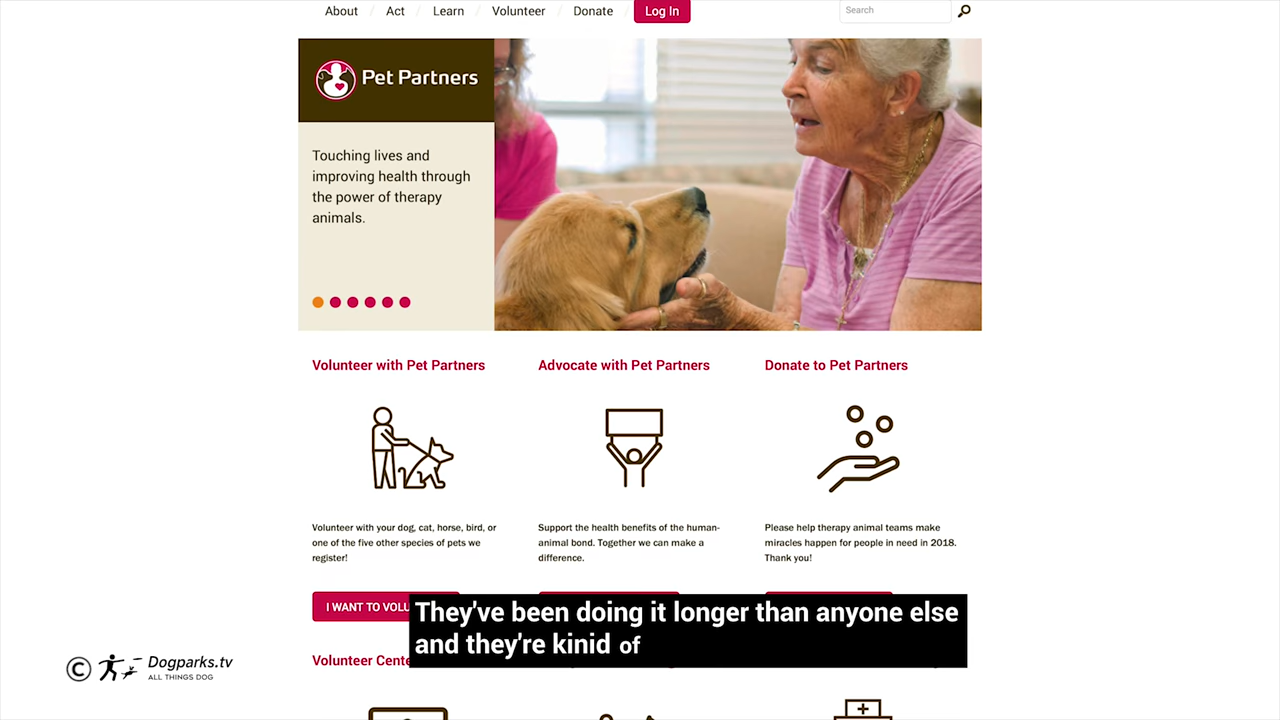 About / Act / Learn / Volunteer / Donate / Log In
Search
Pet Partners
Touching lives and
improving health through
the power of therapy
animals.
Volunteer with Pet Partners
Volunteer with your dog, cat, horse, bird, or
one of the five other species of pets we
register!
I WANT TO VOLU
Advocate with Pet Partners
Support the health benefits of the human-
animal bond. Together we can make a
difference.
Donate to Pet Partners
Please help therapy animal teams make
miracles happen for people in need in 2018.
Thank you!
Volunteer Cente
They've been doing it longer than anyone else
and they're kinid of
© Dogparks.tv
ALL THINGS DOG